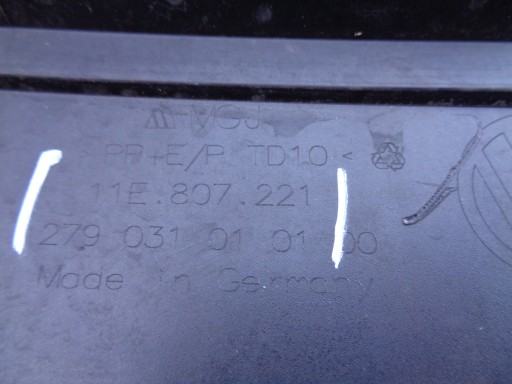 PP+E/P TD10 <
11E.807.221
279 031 01 01 00
Made in Germany